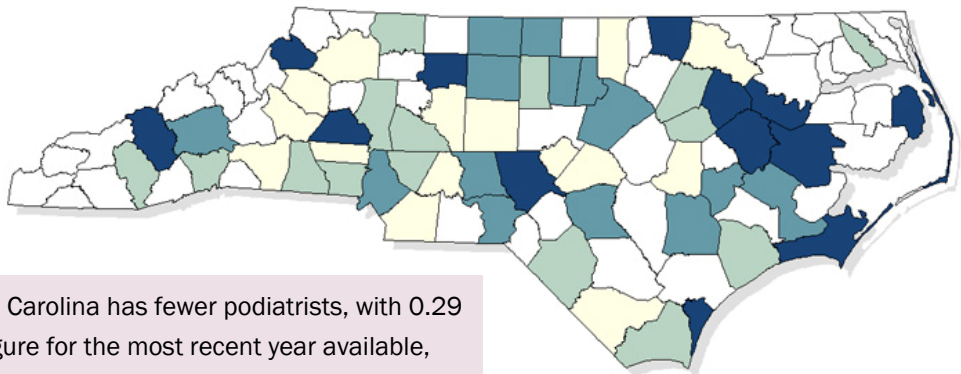 Carolina has fewer podiatrists, with 0.29
gure for the most recent year available,